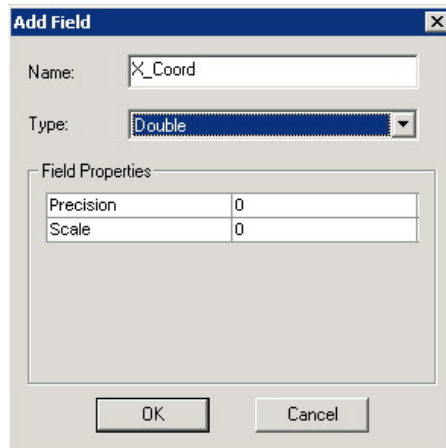 Add Field
Name: X_Coord
Type: Double
Field Properties
Precision 0
Scale 0
OK Cancel